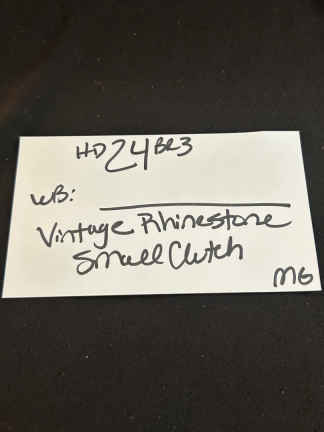 HD24BR3
WB:
Vintage Rhinestone
Small Clutch
MG